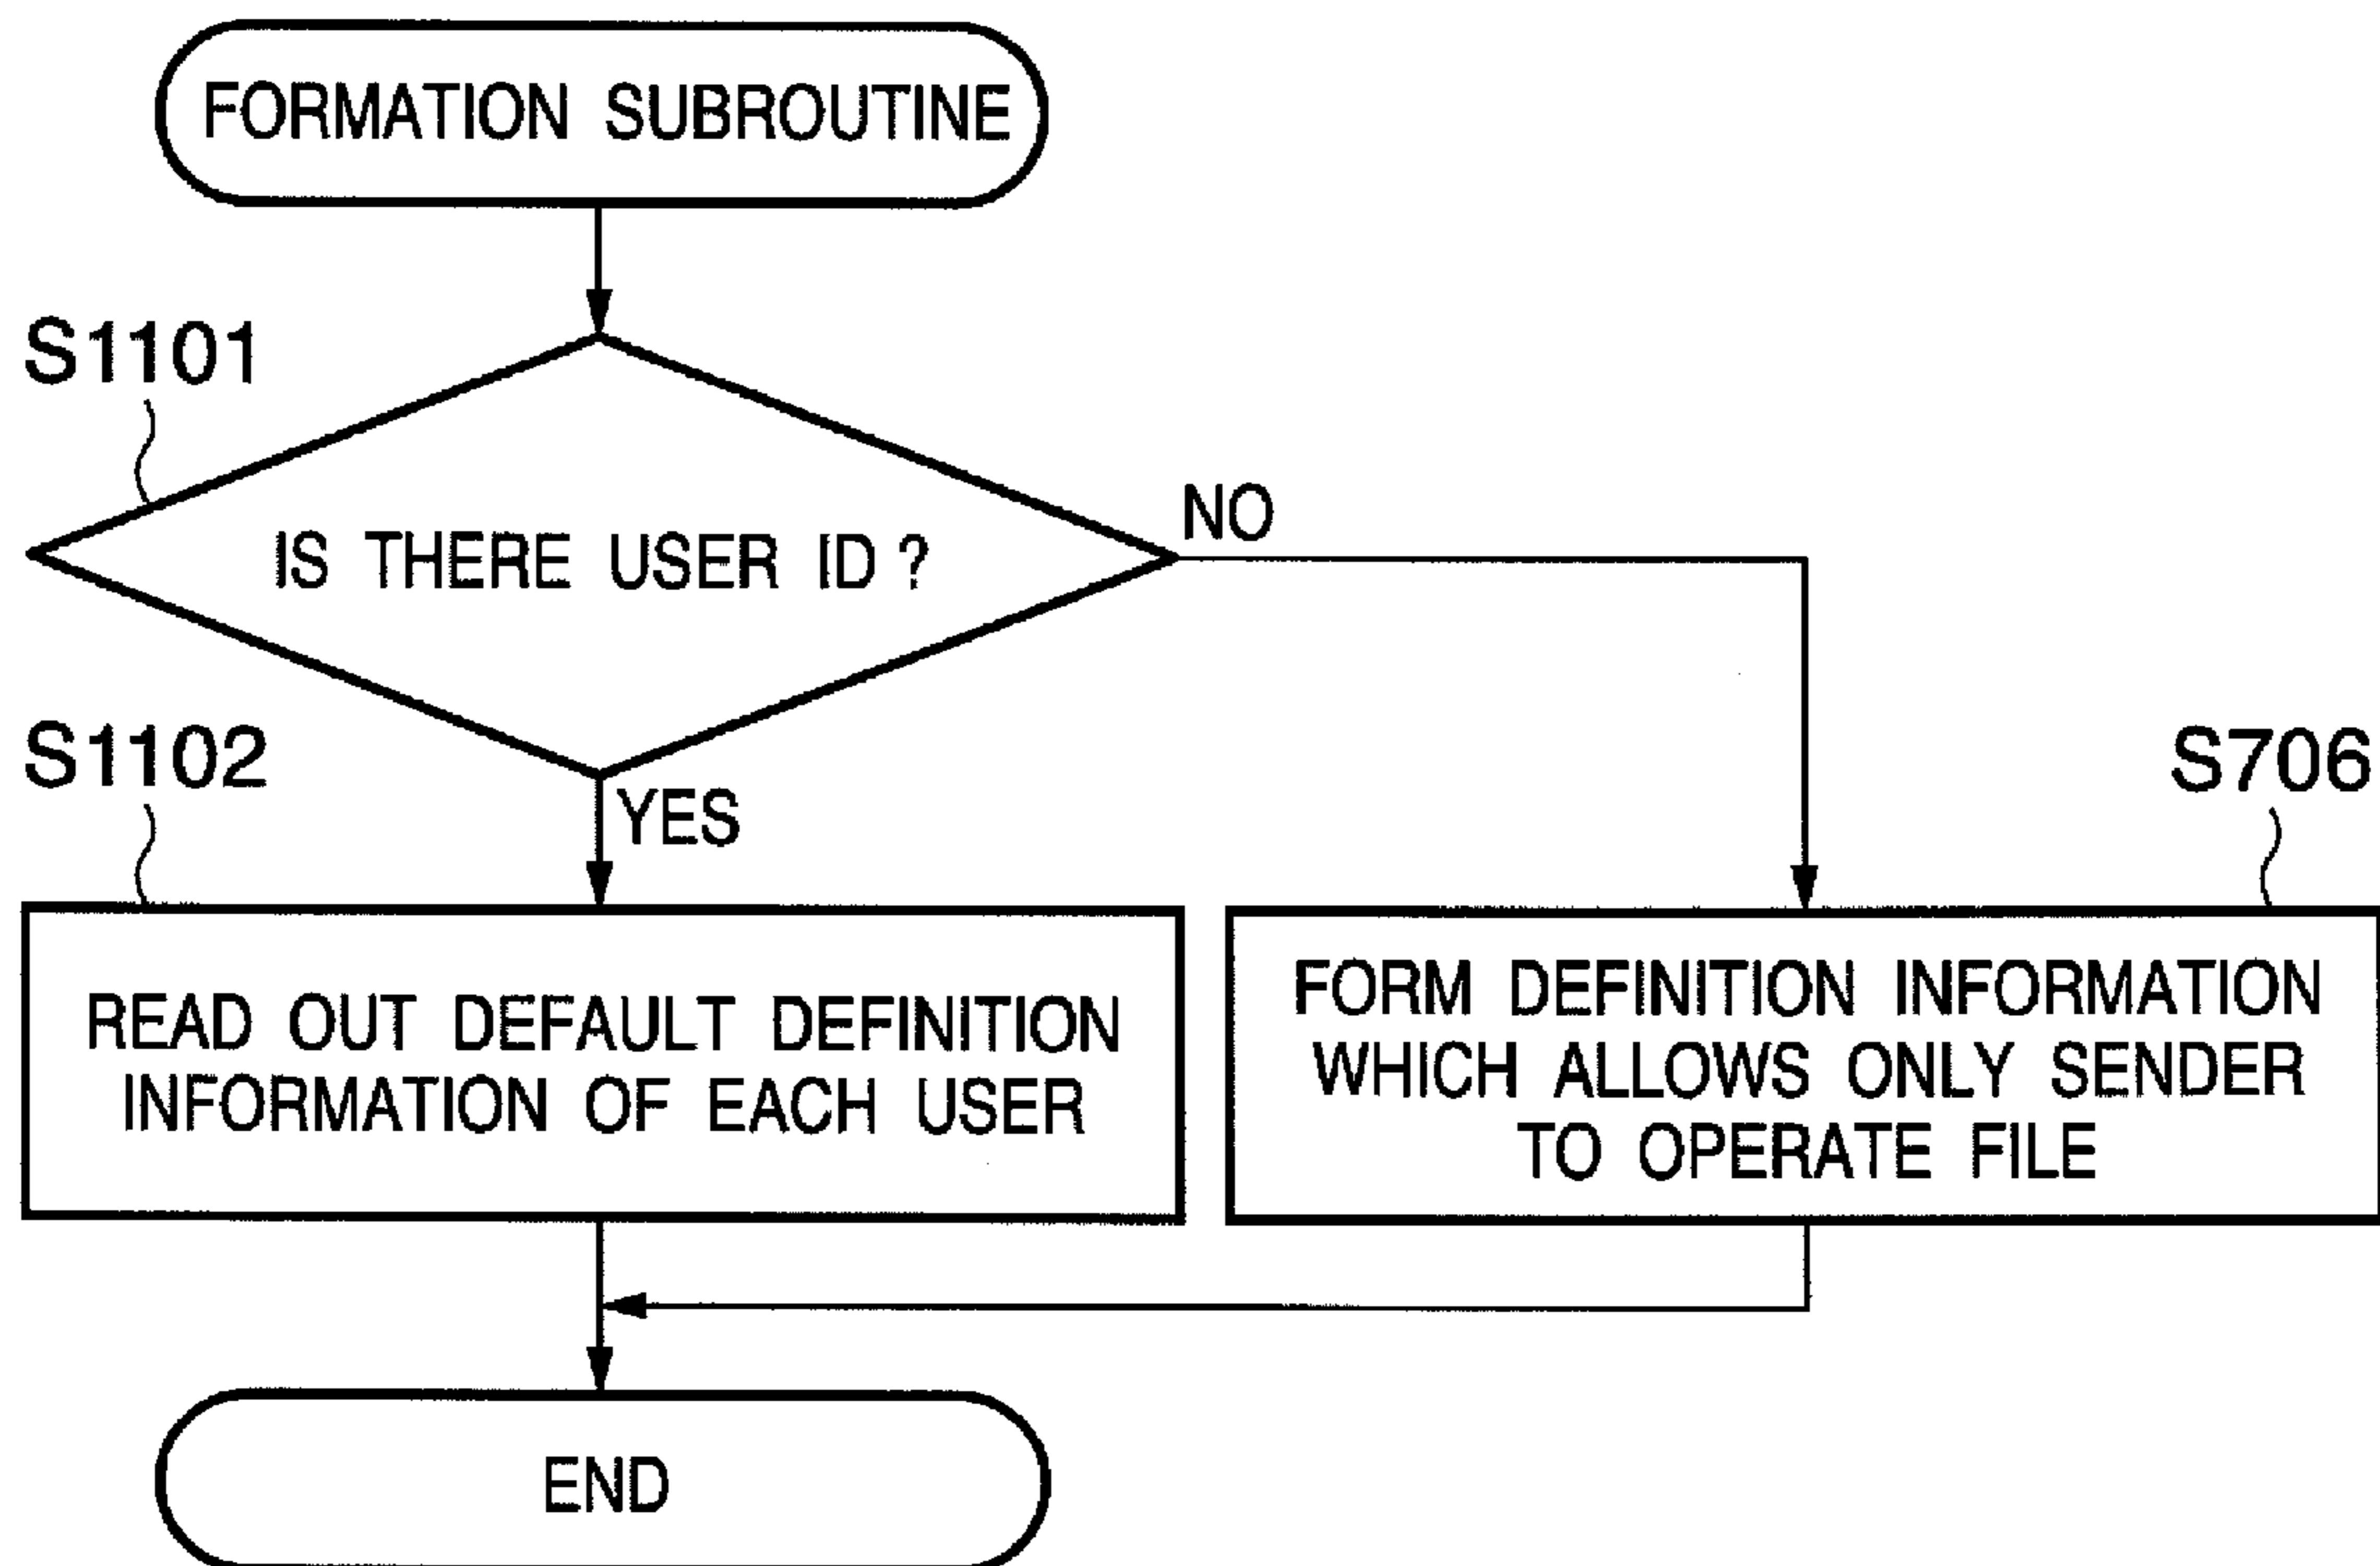 FORMATION SUBROUTINE
S1101
NO
IS THERE USER ID ?
S1102
YES
S706
READ OUT DEFAULT DEFINITION
INFORMATION OF EACH USER
FORM DEFINITION INFORMATION
WHICH ALLOWS ONLY SENDER
TO OPERATE FILE
END